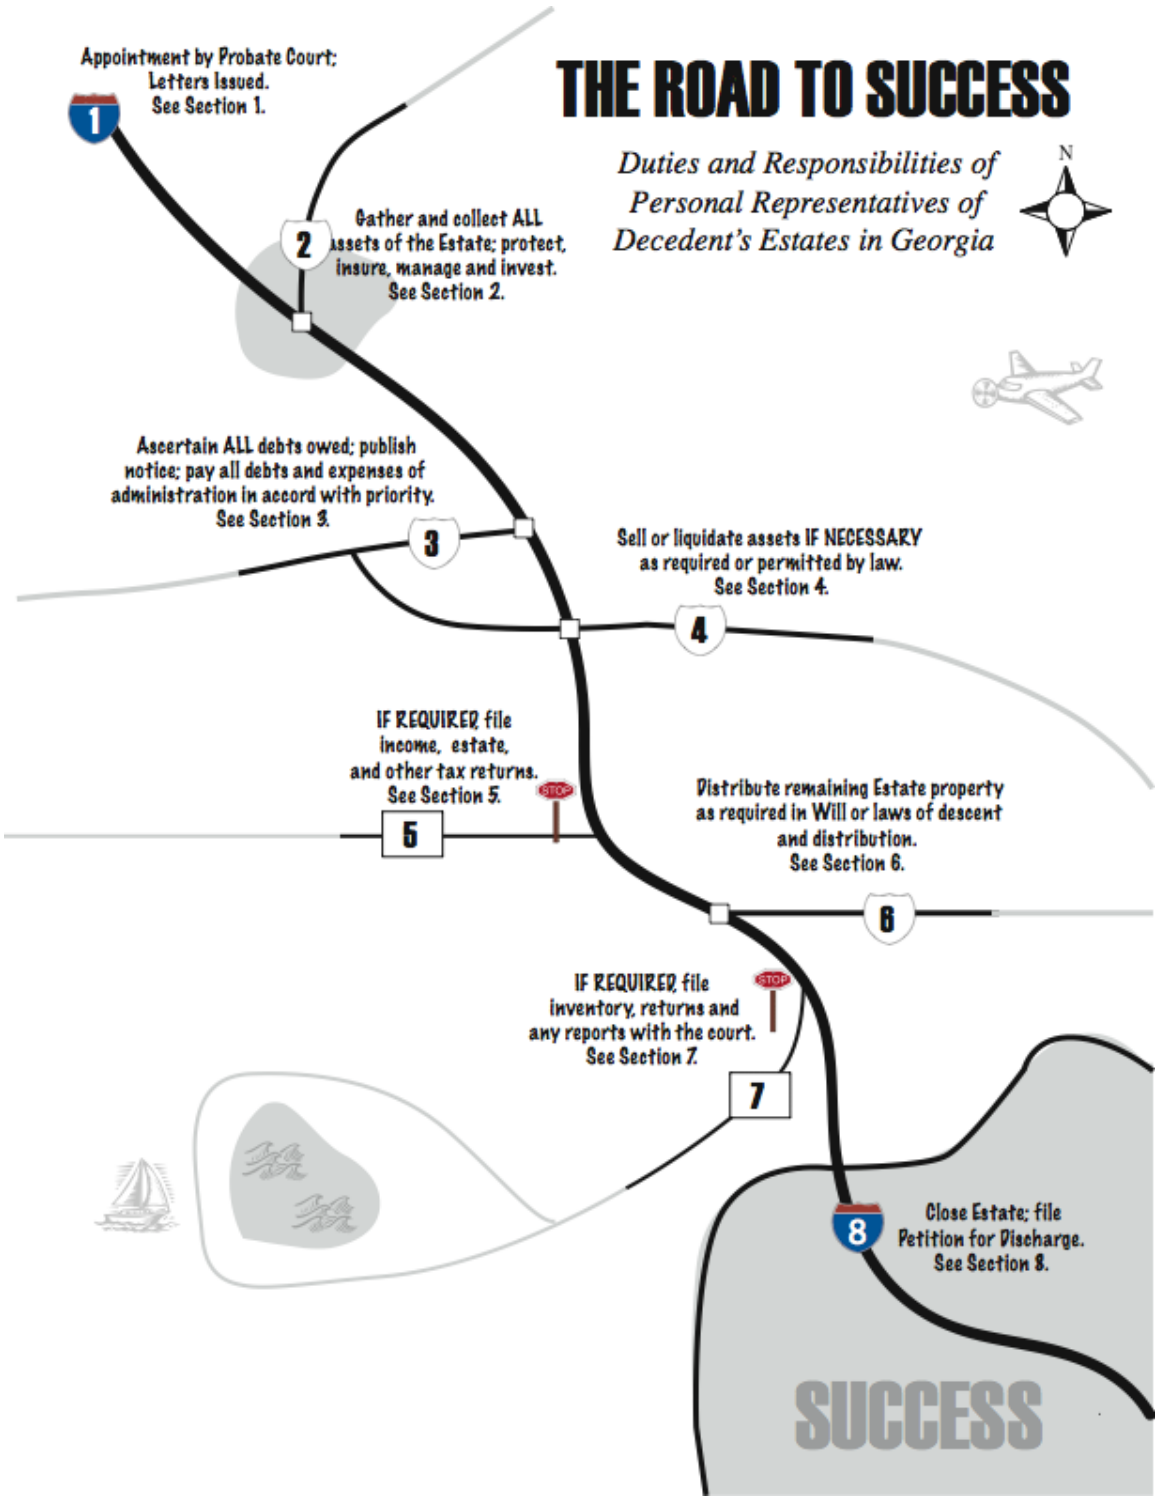 THE ROAD TO SUCCESS
Duties and Responsibilities of
Personal Representatives of
Decedent's Estates in Georgia
N
Appointment by Probate Court;
Letters Issued.
See Section 1.
1
Gather and collect ALL
assets of the Estate; protect,
insure, manage and invest.
See Section 2.
2
Ascertain ALL debts owed; publish
notice; pay all debts and expenses of
administration in accord with priority.
See Section 3.
3
Sell or liquidate assets IF NECESSARY
as required or permitted by law.
See Section 4.
4
IF REQUIRED, file
income, estate,
and other tax returns.
See Section 5.
STOP
5
Distribute remaining Estate property
as required in Will or laws of descent
and distribution.
See Section 6.
6
IF REQUIRED, file
inventory, returns and
any reports with the court.
See Section 7.
STOP
7
Close Estate; file
Petition for Discharge.
See Section 8.
8
SUCCESS